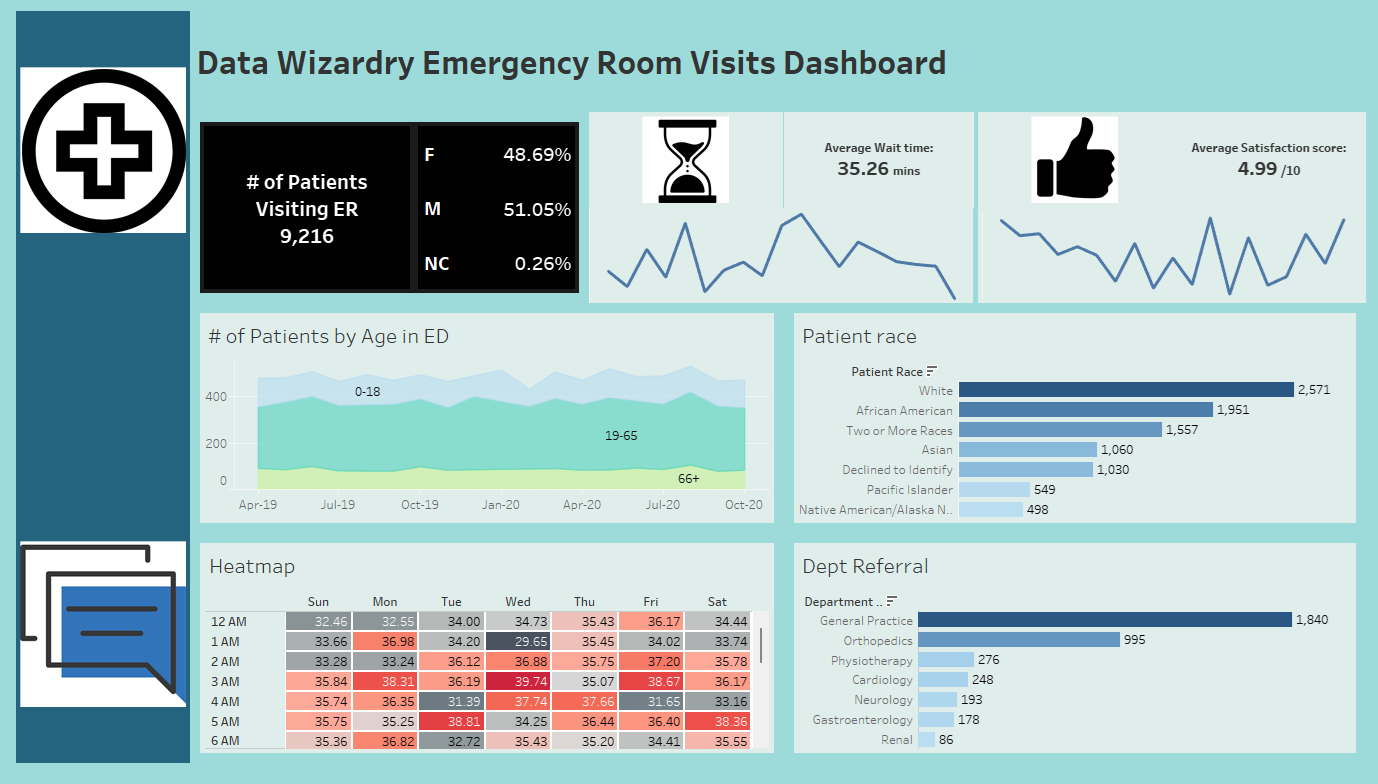 Data Wizardry Emergency Room Visits Dashboard
# of Patients
Visiting ER
9,216
F 48.69%
M 51.05%
NC 0.26%
Average Wait time:
35.26 mins
Average Satisfaction score:
4.99 /10
# of Patients by Age in ED
400
200
0
0-18
19-65
66+
Apr-19 Jul-19 Oct-19 Jan-20 Apr-20 Jul-20 Oct-20
Patient race
Patient Race
White 2,571
African American 1,951
Two or More Races 1,557
Asian 1,060
Declined to Identify 1,030
Pacific Islander 549
Native American/Alaska N.. 498
Heatmap
Sun Mon Tue Wed Thu Fri Sat
12 AM 32.46 32.55 34.00 34.73 35.43 36.17 34.44
1 AM 33.66 36.98 34.20 29.65 35.45 34.02 33.74
2 AM 33.28 33.24 36.12 36.88 35.75 37.20 35.78
3 AM 35.84 38.31 36.19 39.74 35.07 38.67 36.17
4 AM 35.74 36.35 31.39 37.74 37.66 31.65 33.16
5 AM 35.75 35.25 38.81 34.25 36.44 36.40 38.36
6 AM 35.36 36.82 32.72 35.43 35.20 34.41 35.55
Dept Referral
Department ..
General Practice 1,840
Orthopedics 995
Physiotherapy 276
Cardiology 248
Neurology 193
Gastroenterology 178
Renal 86